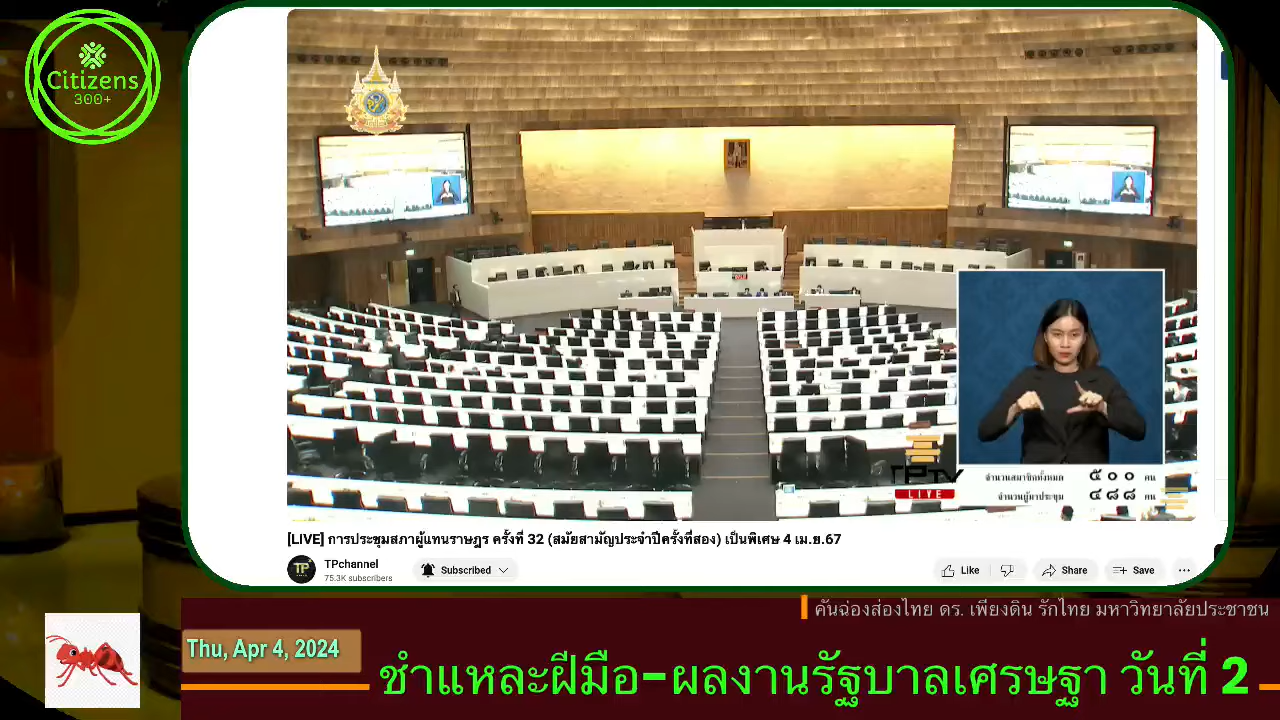 Citizens
300+
TPTV
LIVE
จำนวนสมาชิกทั้งหมด ๕๐๐ คน
จำนวนผู้มาประชุม ๔๘๘ คน
[LIVE] การประชุมสภาผู้แทนราษฎร ครั้งที่ 32 (สมัยสามัญประจำปีครั้งที่สอง) เป็นพิเศษ 4 เม.ย.67
TP
TPchannel
75.3K subscribers
Subscribed
Like
Share
Save
คันฉ่องส่องไทย ดร. เพียงดิน รักไทย มหาวิทยาลัยประชาชน
Thu, Apr 4, 2024
ชำแหละฝีมือ-ผลงานรัฐบาลเศรษฐา วันที่ 2